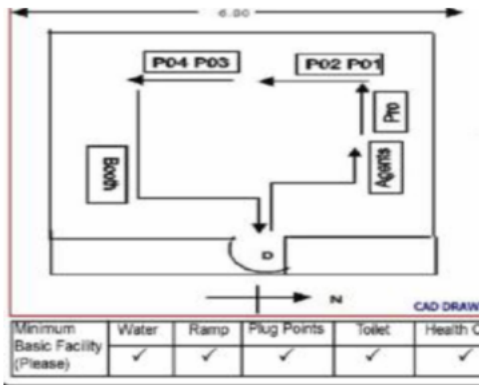 6.00
P04 P03
P02 P01
Pro
Agents
Booth
D
N
CAD DRAW
Minimum Basic Facility (Please)
Water
Ramp
Plug Points
Toilet
Health C
✓ ✓ ✓ ✓ ✓